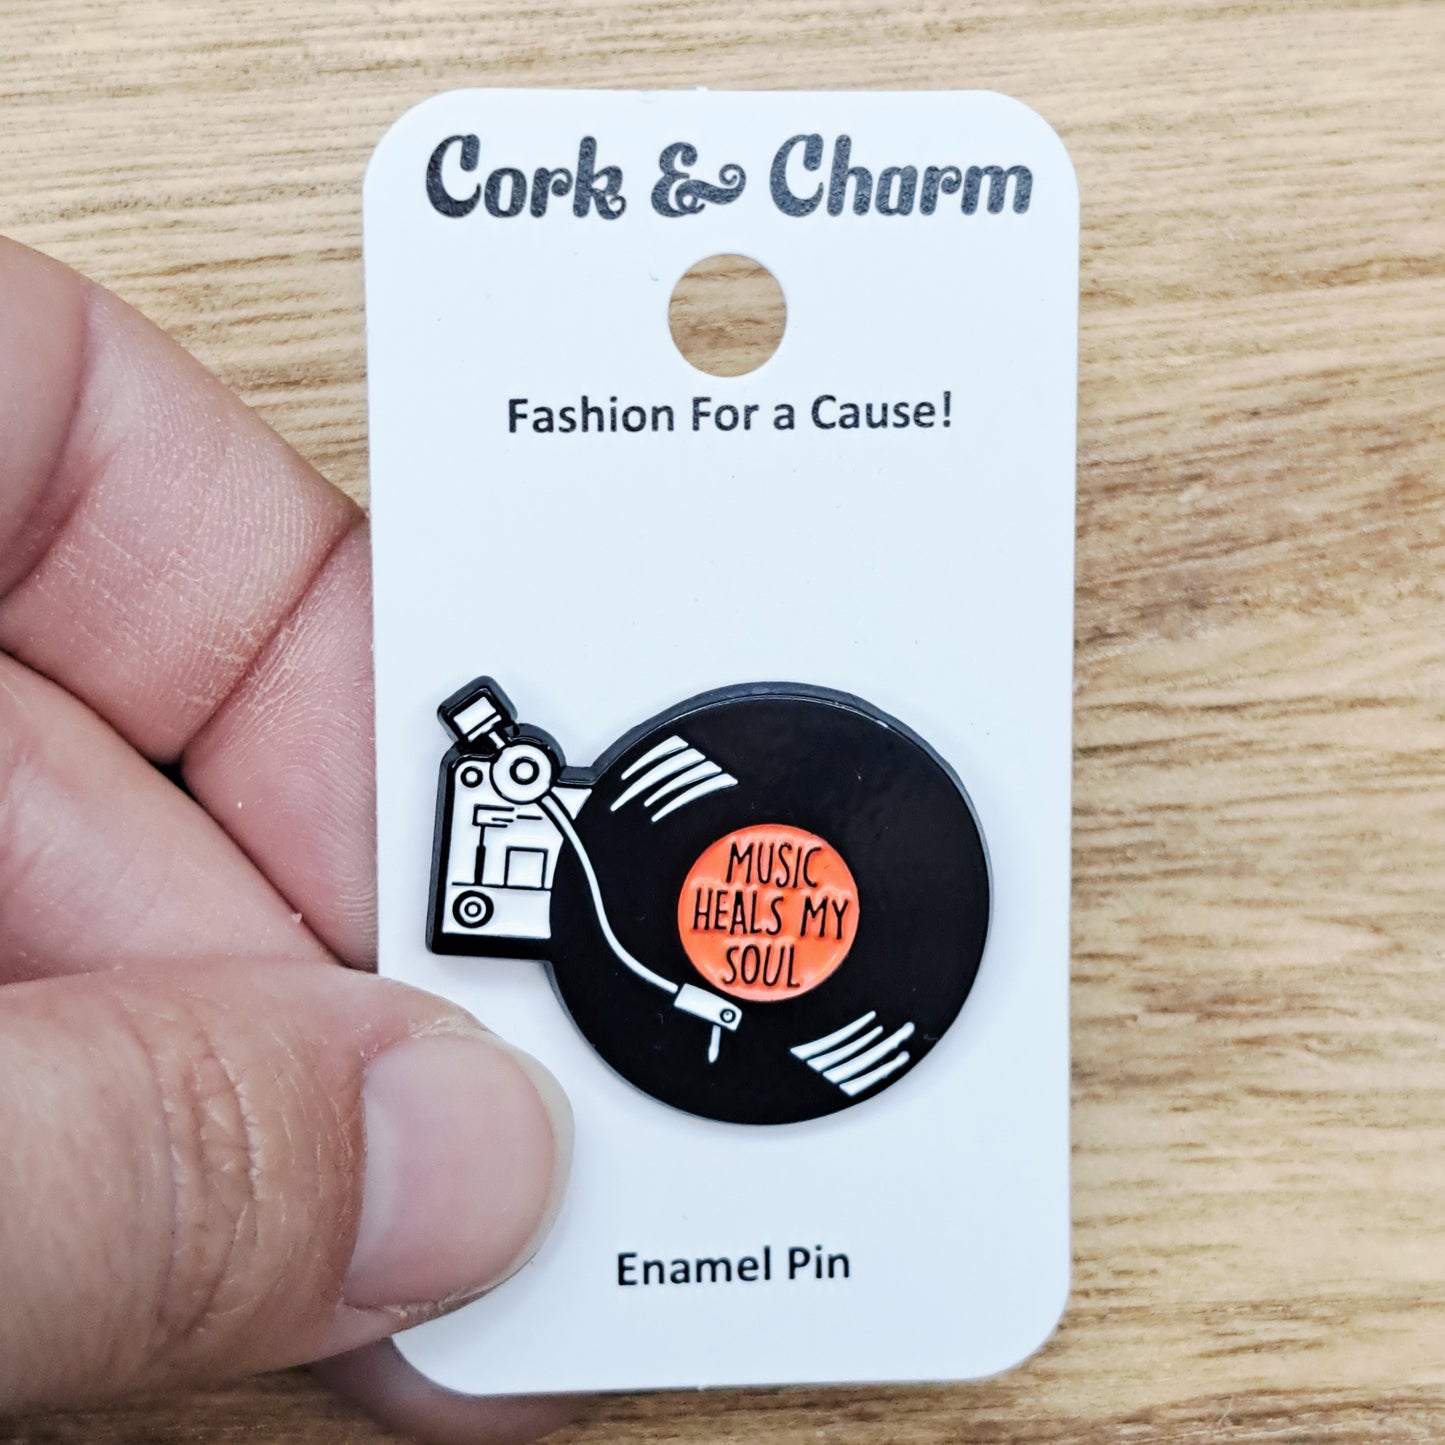 Cork & Charm
Fashion For a Cause!
MUSIC
HEALS MY
SOUL
Enamel Pin